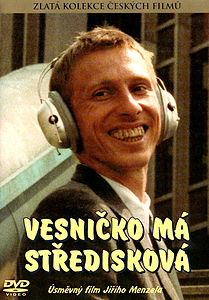 ZLATÁ KOLEKCE ČESKÝCH FILMŮ
VESNIČKO MÁ
STŘEDISKOVÁ
Úsměvný film Jiřího Menzela
DVD
VIDEO